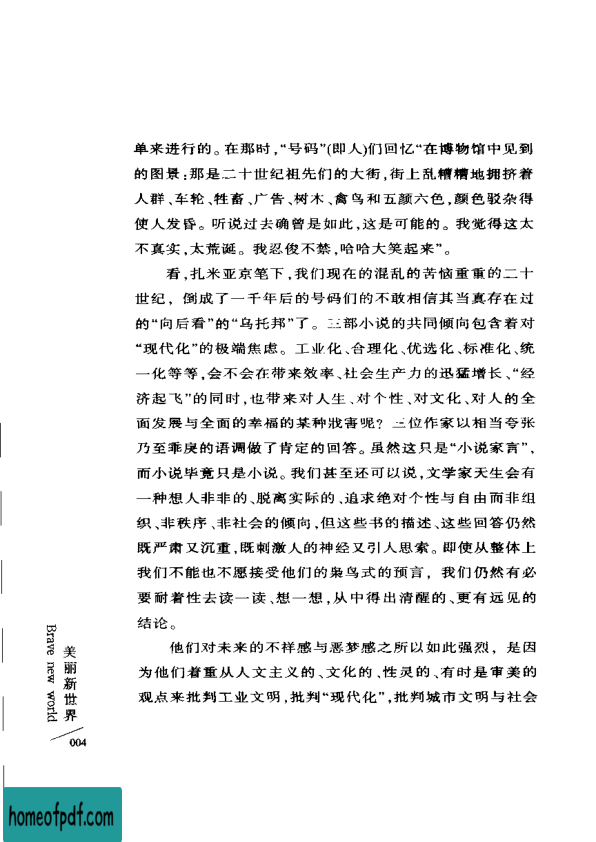 单来进行的。在那时,“号码”(即人)们回忆“在博物馆中见到
的图景:那是二十世纪祖先们的大街,街上乱糟糟地拥挤着
人群、车轮、牲畜、广告、树木、禽鸟和五颜六色,颜色驳杂得
使人发昏。听说过去确曾是如此,这是可能的。我觉得这太
不真实,太荒诞。我忍俊不禁,哈哈大笑起来”。
看,扎米亚京笔下,我们现在的混乱的苦恼重重的二十
世纪,倒成了一千年后的号码们的不敢相信其当真存在过
的“向后看”的“乌托邦”了。三部小说的共同倾向包含着对
“现代化”的极端焦虑。工业化、合理化、优选化、标准化、统
一化等等,会不会在带来效率、社会生产力的迅猛增长、“经
济起飞”的同时,也带来对人生、对个性、对文化、对人的全
面发展与全面的幸福的某种戕害呢?三位作家以相当夸张
乃至乖戾的语调做了肯定的回答。虽然这只是“小说家言”,
而小说毕竟只是小说。我们甚至还可以说,文学家天生会有
一种想人非非的、脱离实际的、追求绝对个性与自由而非组
织、非秩序、非社会的倾向,但这些书的描述、这些回答仍然
既严肃又沉重,既刺激人的神经又引人思索。即使从整体上
我们不能也不愿接受他们的枭鸟式的预言,我们仍然有必
要耐着性去读一读、想一想,从中得出清醒的、更有远见的
结论。
他们对未来的不祥感与恶梦感之所以如此强烈,是因
为他们着重从人文主义的、文化的、性灵的、有时是审美的
观点来批判工业文明,批判“现代化”,批判城市文明与社会
美丽新世界
Brave new world
004
homeofpdf.com